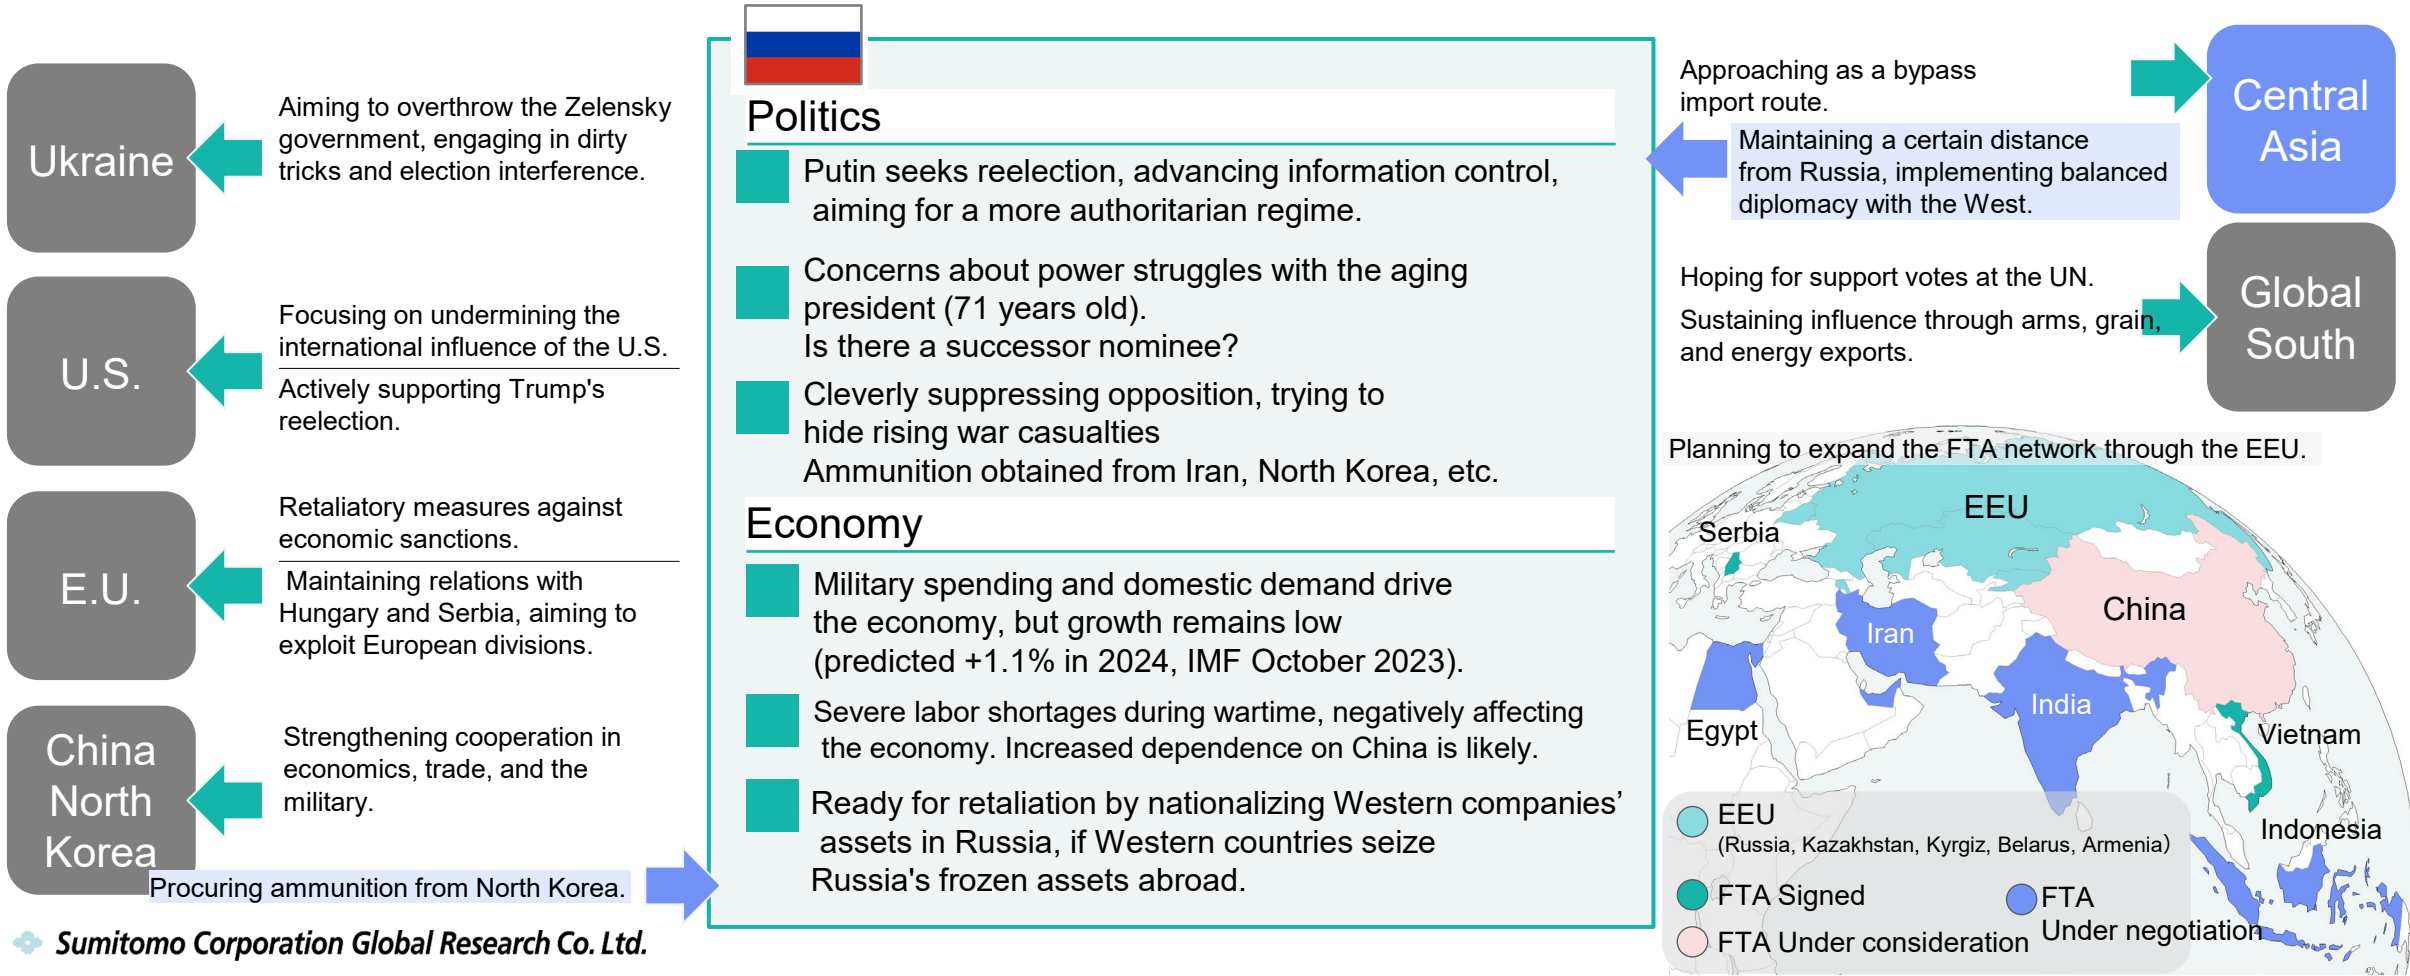 Ukraine
Aiming to overthrow the Zelensky
government, engaging in dirty
tricks and election interference.
U.S.
Focusing on undermining the
international influence of the U.S.
Actively supporting Trump's
reelection.
E.U.
Retaliatory measures against
economic sanctions.
Maintaining relations with
Hungary and Serbia, aiming to
exploit European divisions.
China
North
Korea
Strengthening cooperation in
economics, trade, and the
military.
Procuring ammunition from North Korea.
Sumitomo Corporation Global Research Co. Ltd.
Politics
Putin seeks reelection, advancing information control,
aiming for a more authoritarian regime.
Concerns about power struggles with the aging
president (71 years old).
Is there a successor nominee?
Cleverly suppressing opposition, trying to
hide rising war casualties
Ammunition obtained from Iran, North Korea, etc.
Economy
Military spending and domestic demand drive
the economy, but growth remains low
(predicted +1.1% in 2024, IMF October 2023).
Severe labor shortages during wartime, negatively affecting
the economy. Increased dependence on China is likely.
Ready for retaliation by nationalizing Western companies’
assets in Russia, if Western countries seize
Russia's frozen assets abroad.
Approaching as a bypass
import route.
Central
Asia
Maintaining a certain distance
from Russia, implementing balanced
diplomacy with the West.
Hoping for support votes at the UN.
Sustaining influence through arms, grain,
and energy exports.
Global
South
Planning to expand the FTA network through the EEU.
EEU
Serbia
China
Iran
India
Egypt
Vietnam
Indonesia
EEU
(Russia, Kazakhstan, Kyrgiz, Belarus, Armenia)
FTA Signed
FTA
Under negotiation
FTA Under consideration